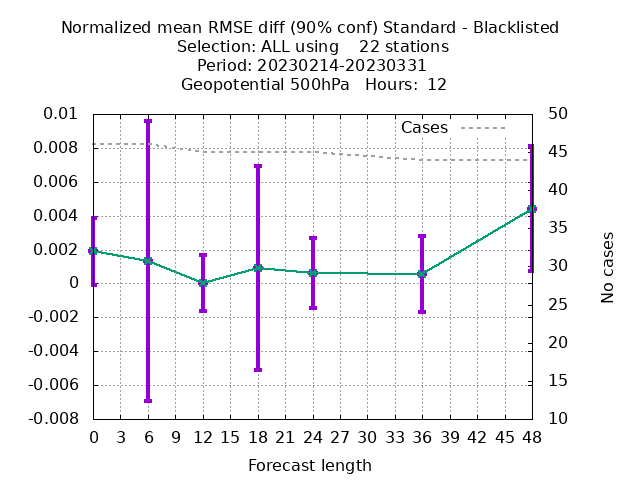 Normalized mean RMSE diff (90% conf) Standard - Blacklisted
Selection: ALL using    22 stations
Period: 20230214-20230331
Geopotential 500hPa   Hours:  12
Cases
0.01
0.008
0.006
0.004
0.002
0
-0.002
-0.004
-0.006
-0.008
50
45
40
35
30
25
20
15
10
No cases
0 3 6 9 12 15 18 21 24 27 30 33 36 39 42 45 48
Forecast length